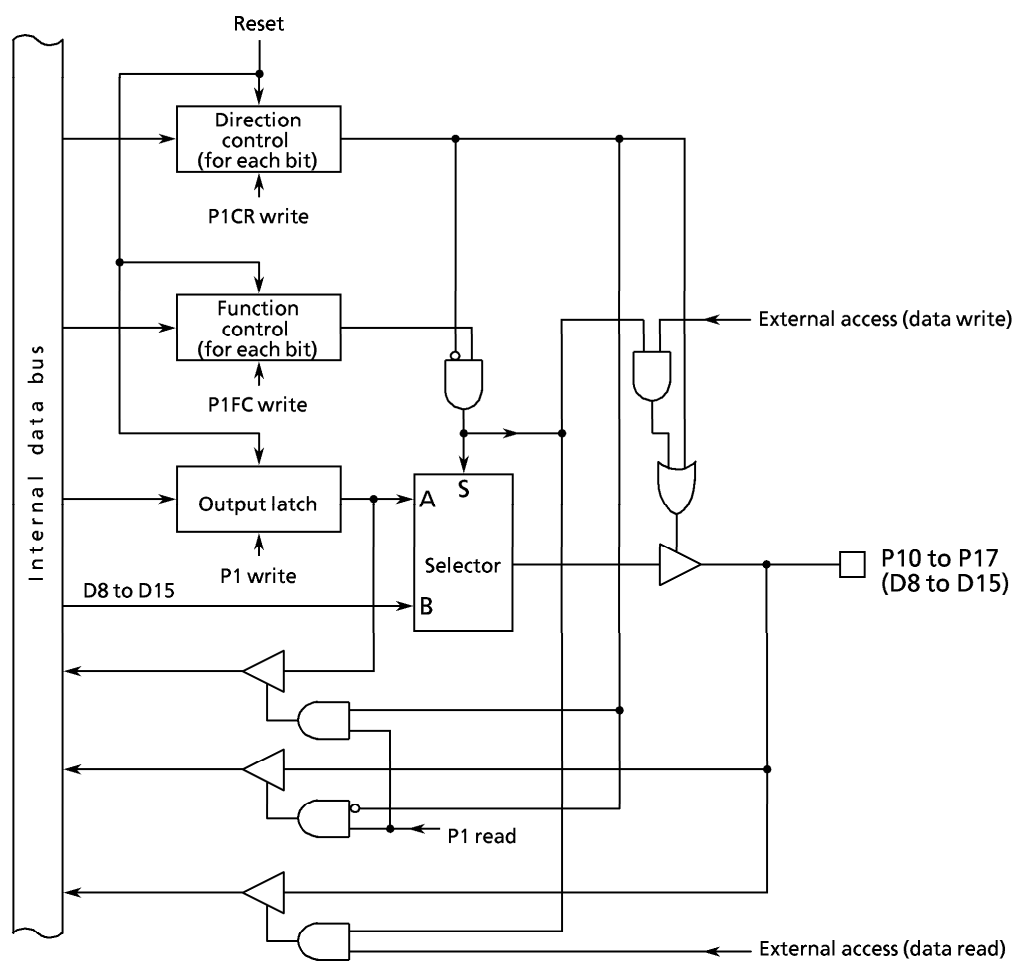 Reset
Direction
control
(for each bit)
P1CR write
Function
control
(for each bit)
External access (data write)
P1FC write
Internal data bus
Output latch
A
S
P1 write
Selector
P10 to P17
(D8 to D15)
D8 to D15
B
P1 read
External access (data read)